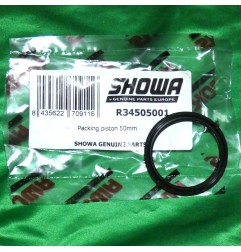 SHOWA
GENUINE PARTS EUROPE
R34505001
8 435622 709116
Packing piston 50mm
SHOWA GENUINE PARTS